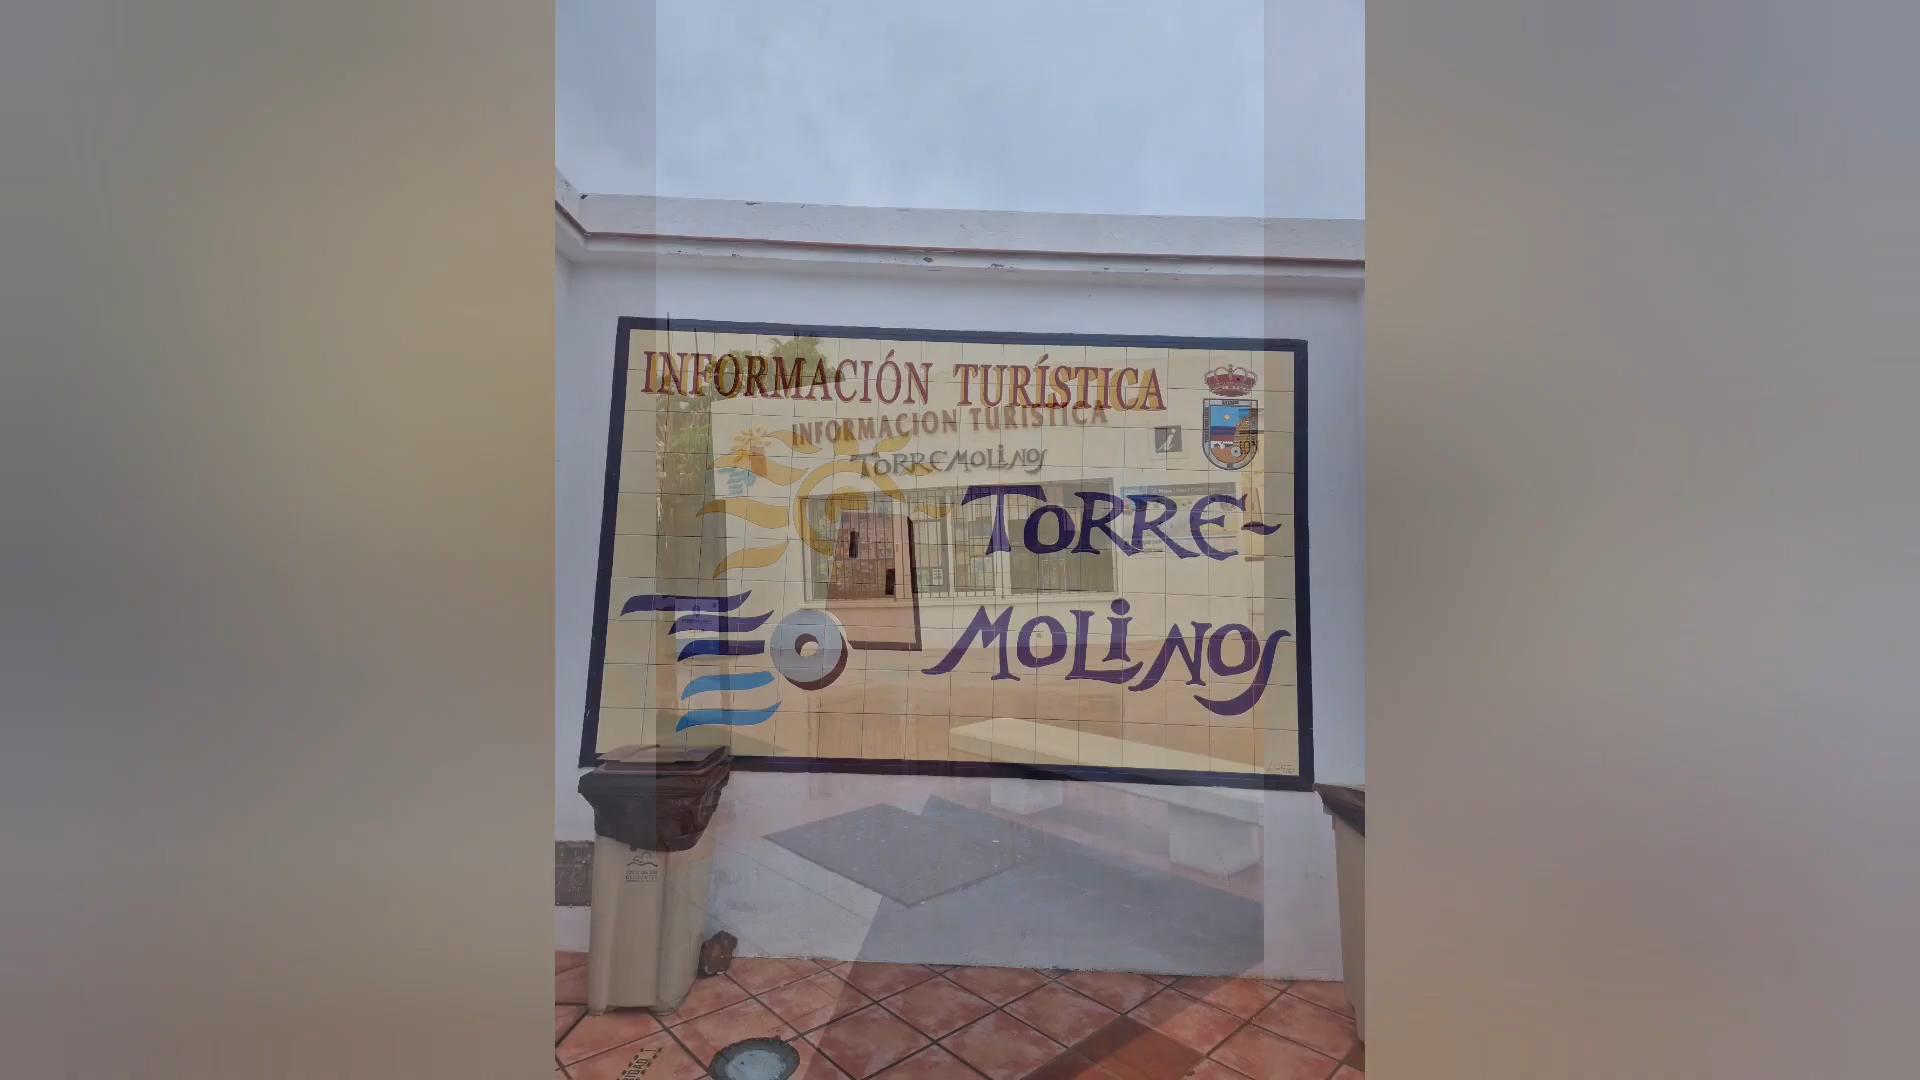 INFORMACIÓN TURÍSTICA
INFORMACION TURISTICA
TORREMOLINOS
i
TORRE-
MOLINOS